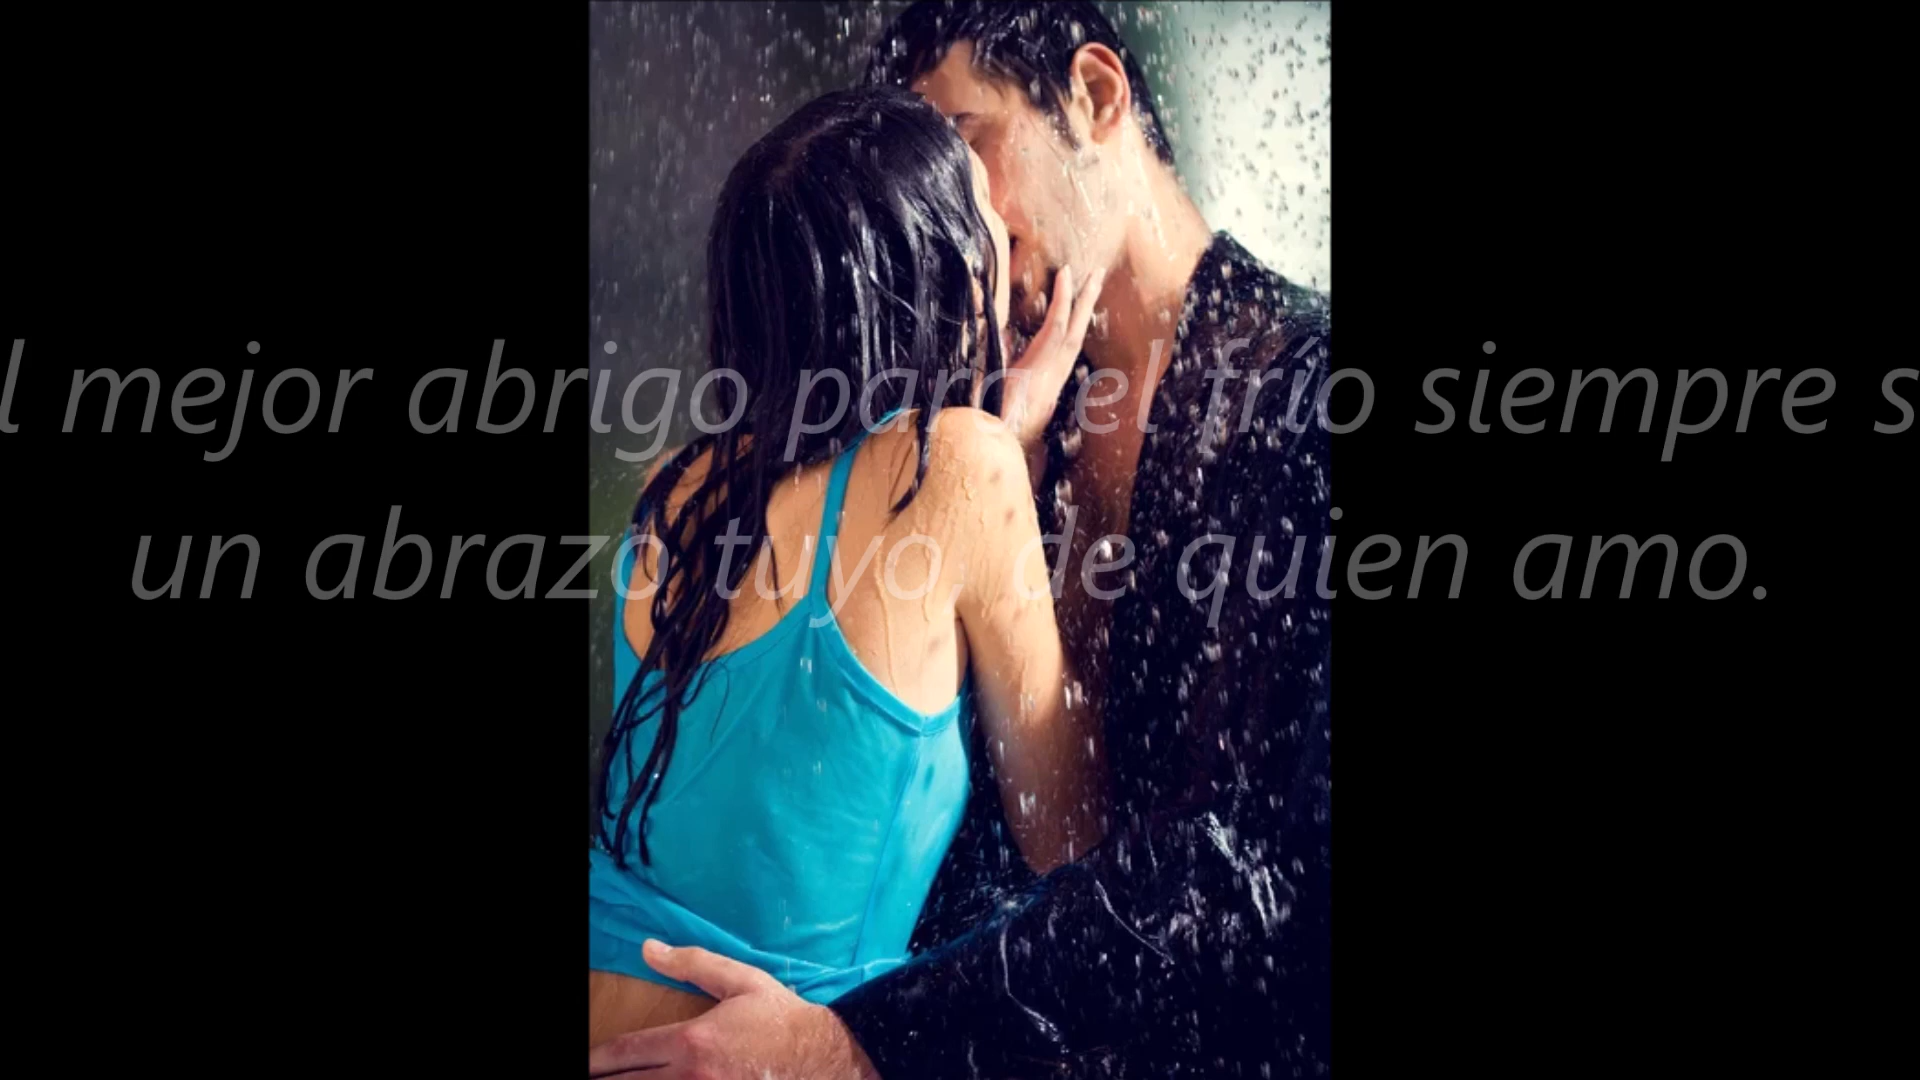 l mejor abrigo para el frío siempre s
un abrazo tuyo, de quien amo.